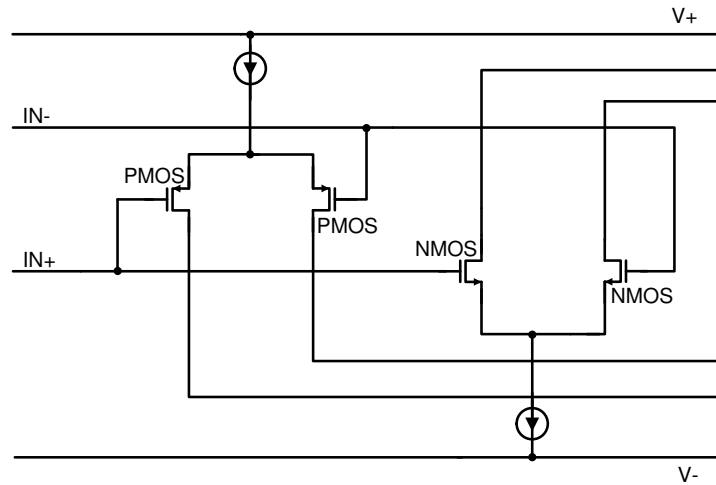 V+
IN-
PMOS
PMOS
NMOS
IN+
NMOS
V-